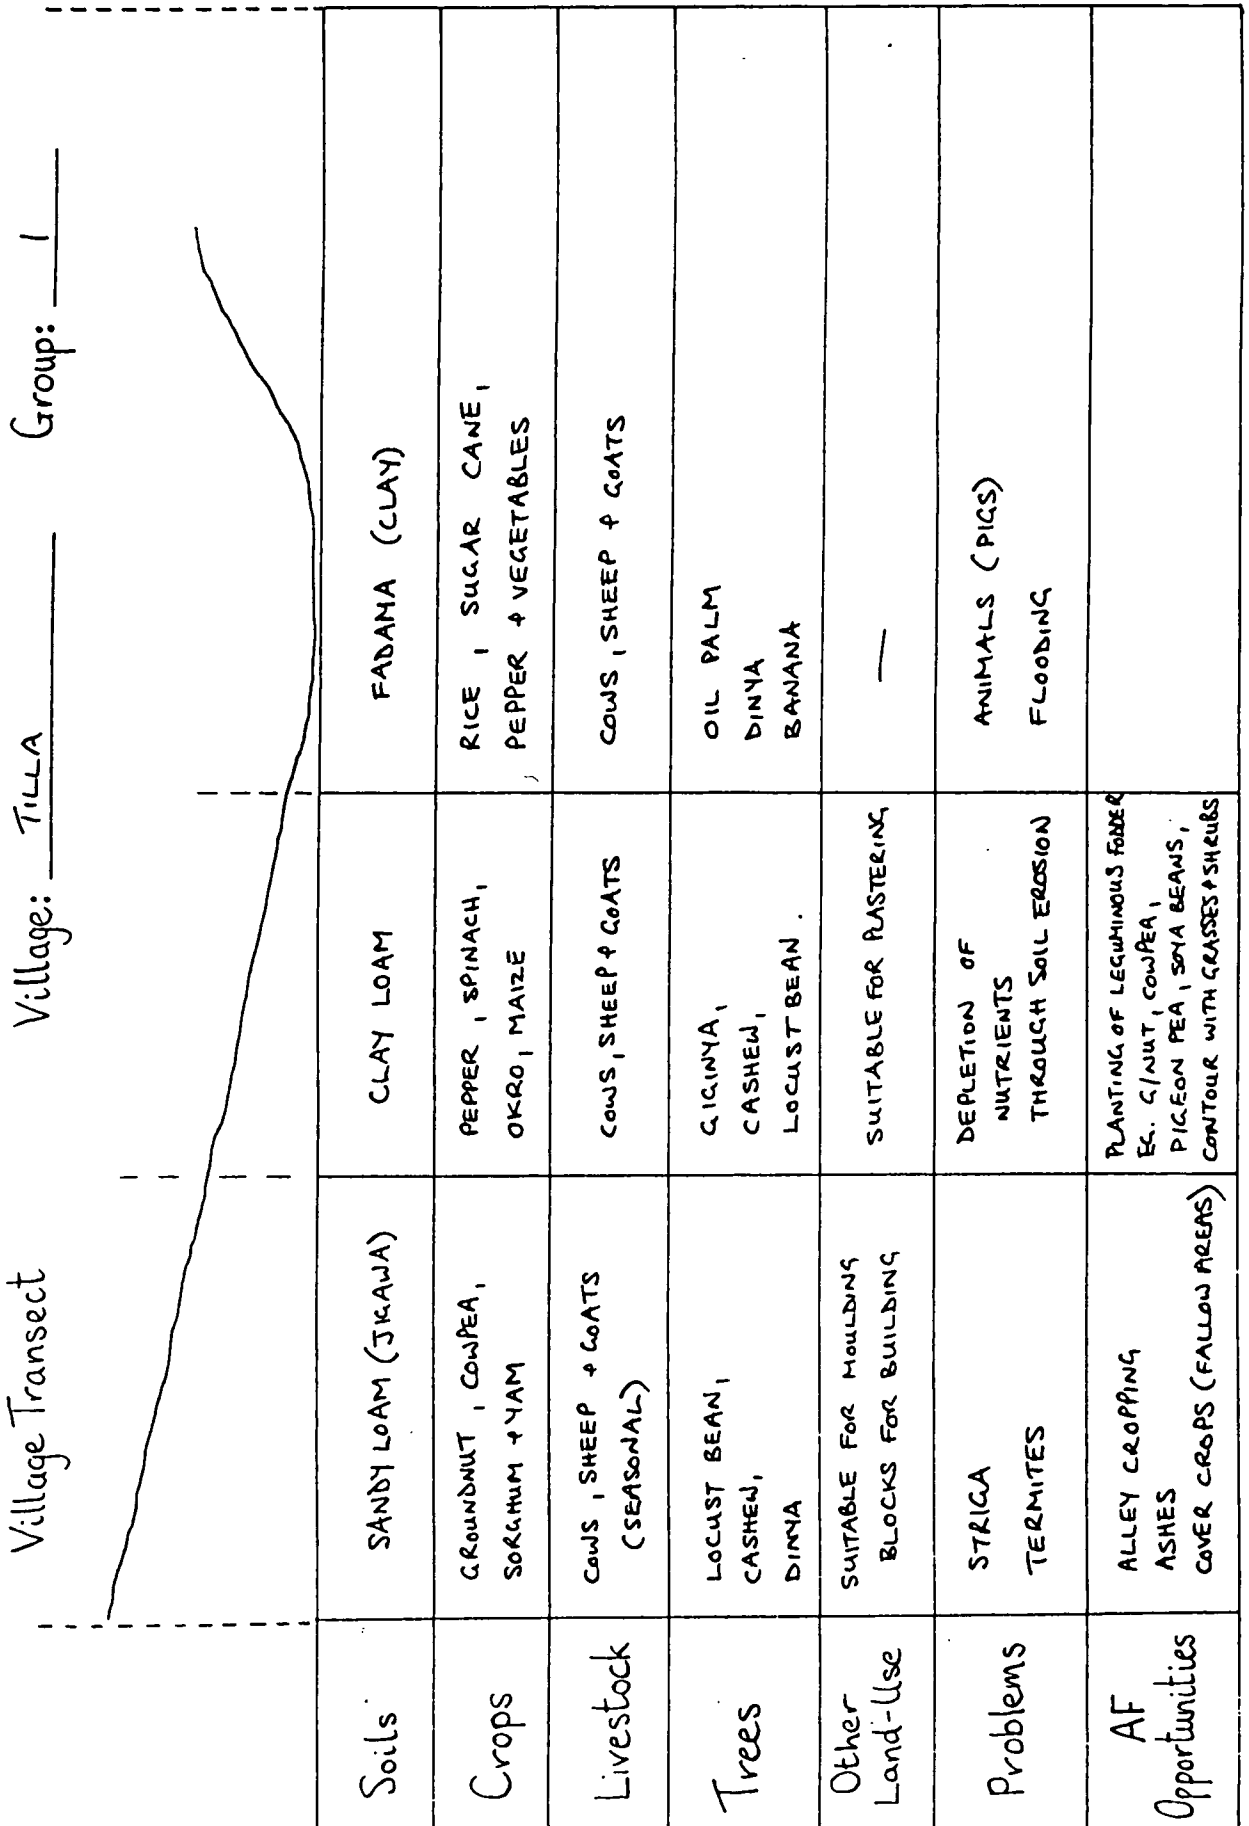 Village Transect
Village: TILLA
Group: 1
Soils
SANDY LOAM (JIGAWA)
CLAY LOAM
FADAMA (CLAY)
Crops
GROUNDNUT, COWPEA,
SORGHUM + YAM
PEPPER, SPINACH,
OKRO, MAIZE
RICE, SUGAR CANE,
PEPPER + VEGETABLES
Livestock
COWS, SHEEP + GOATS
(SEASONAL)
COWS, SHEEP + GOATS
COWS, SHEEP + GOATS
Trees
LOCUST BEAN,
CASHEW,
DINYA
GIGINYA,
CASHEW,
LOCUST BEAN.
OIL PALM
DINYA
BANANA
Other
Land-Use
SUITABLE FOR MOULDING
BLOCKS FOR BUILDING
SUITABLE FOR PLASTERING
—
Problems
STRIGA
TERMITES
DEPLETION OF
NUTRIENTS
THROUGH SOIL EROSION
ANIMALS (PIGS)
FLOODING
AF
Opportunities
ALLEY CROPPING
ASHES
COVER CROPS (FALLOW AREAS)
PLANTING OF LEGUMINOUS FODDER
EG. G/NUT, COWPEA,
PIGEON PEA, SOYA BEANS,
CONTOUR WITH GRASSES + SHRUBS